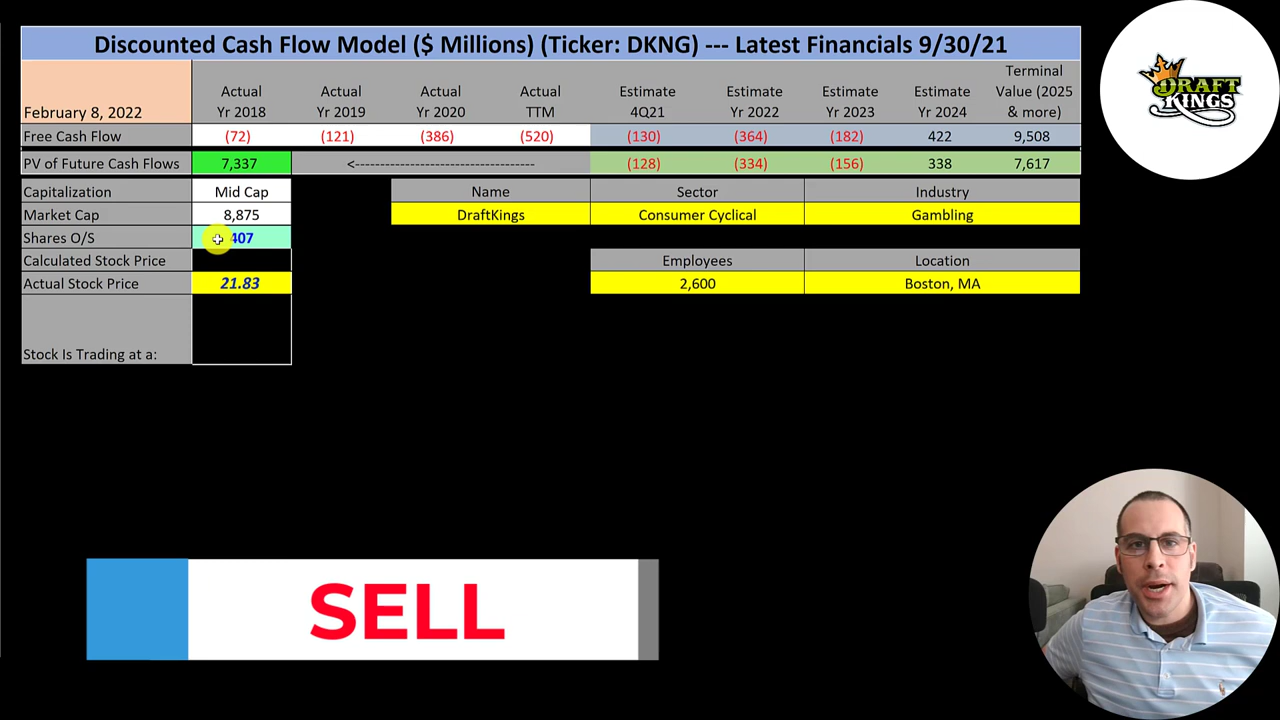 Discounted Cash Flow Model ($ Millions) (Ticker: DKNG) --- Latest Financials 9/30/21
February 8, 2022 Actual Yr 2018 Actual Yr 2019 Actual Yr 2020 Actual TTM Estimate 4Q21 Estimate Yr 2022 Estimate Yr 2023 Estimate Yr 2024 Terminal Value (2025 & more)
Free Cash Flow (72) (121) (386) (520) (130) (364) (182) 422 9,508
PV of Future Cash Flows 7,337 <---------------------------------- (128) (334) (156) 338 7,617
Capitalization Mid Cap Name Sector Industry
Market Cap 8,875 DraftKings Consumer Cyclical Gambling
Shares O/S 407
Calculated Stock Price Employees Location
Actual Stock Price 21.83 2,600 Boston, MA
Stock Is Trading at a:
DRAFT
KINGS
SELL